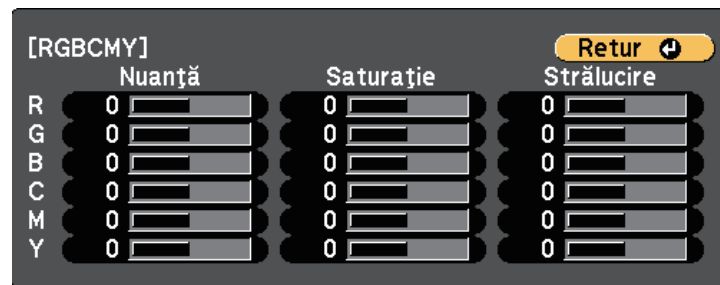 [RGBCMY] Retur
Nuanţă Saturaţie Strălucire
R 0 0 0
G 0 0 0
B 0 0 0
C 0 0 0
M 0 0 0
Y 0 0 0